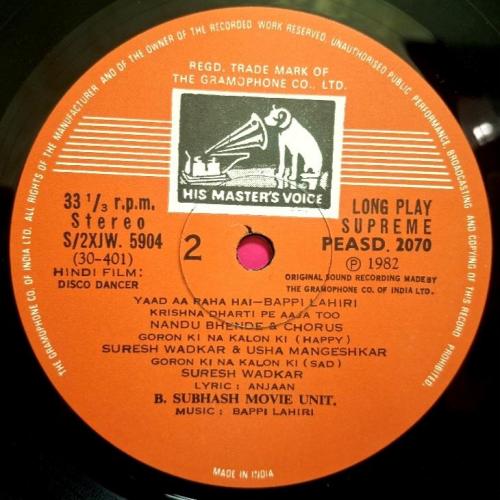 THE GRAMOPHONE CO. OF INDIA LTD. ALL RIGHTS OF THE MANUFACTURER AND OF THE OWNER OF THE RECORDED WORK RESERVED. UNAUTHORISED PUBLIC PERFORMANCE, BROADCASTING AND COPYING OF THIS RECORD PROHIBITED.
REGD. TRADE MARK OF
THE GRAMOPHONE CO., LTD.
HIS MASTER'S VOICE
33 1/3 r.p.m.
Stereo
S/2XJW. 5904
(30-401)
HINDI FILM:
DISCO DANCER
2
LONG PLAY
SUPREME
PEASD. 2070
Ⓟ 1982
ORIGINAL SOUND RECORDING MADE BY
THE GRAMOPHONE CO. OF INDIA LTD.
YAAD AA RAHA HAI—BAPPI LAHIRI
KRISHNA DHARTI PE AAJA TOO
NANDU BHENDE & CHORUS
GORON KI NA KALON KI (HAPPY)
SURESH WADKAR & USHA MANGESHKAR
GORON KI NA KALON KI (SAD)
SURESH WADKAR
LYRIC : ANJAAN
B. SUBHASH MOVIE UNIT.
MUSIC : BAPPI LAHIRI
MADE IN INDIA